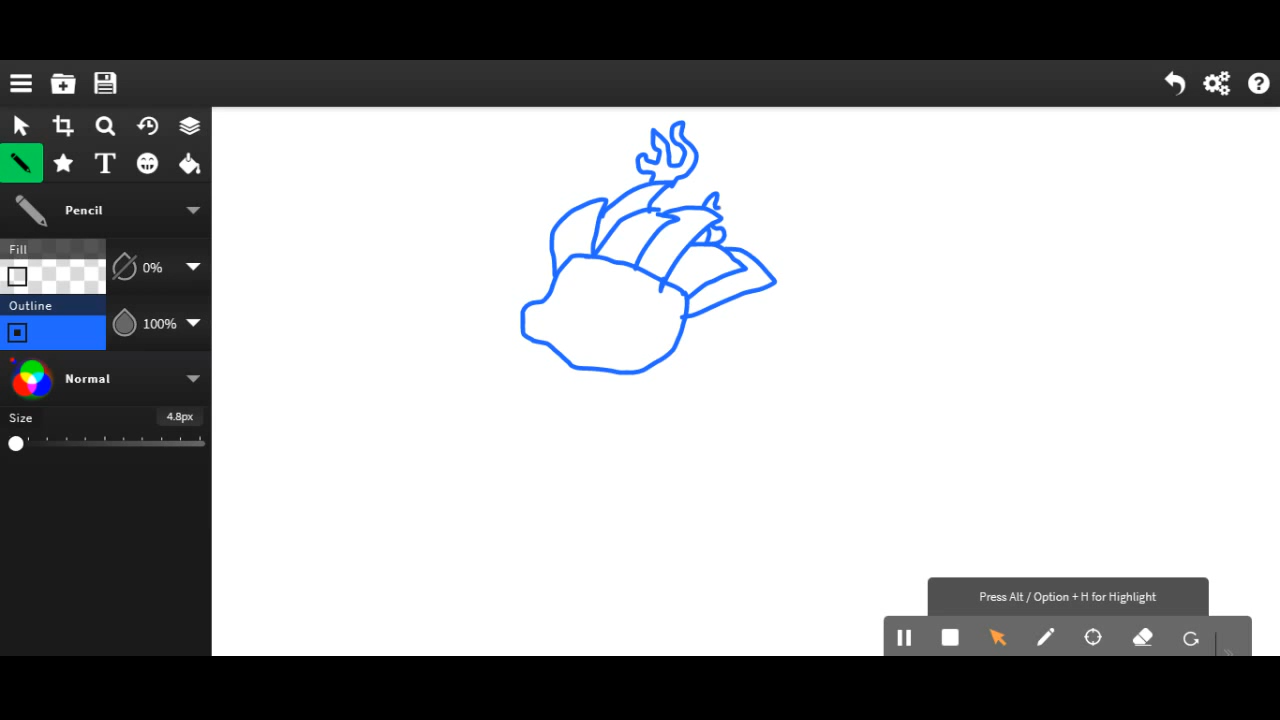 T
Pencil
Fill
0%
Outline
100%
Normal
Size
4.8px
Press Alt / Option + H for Highlight